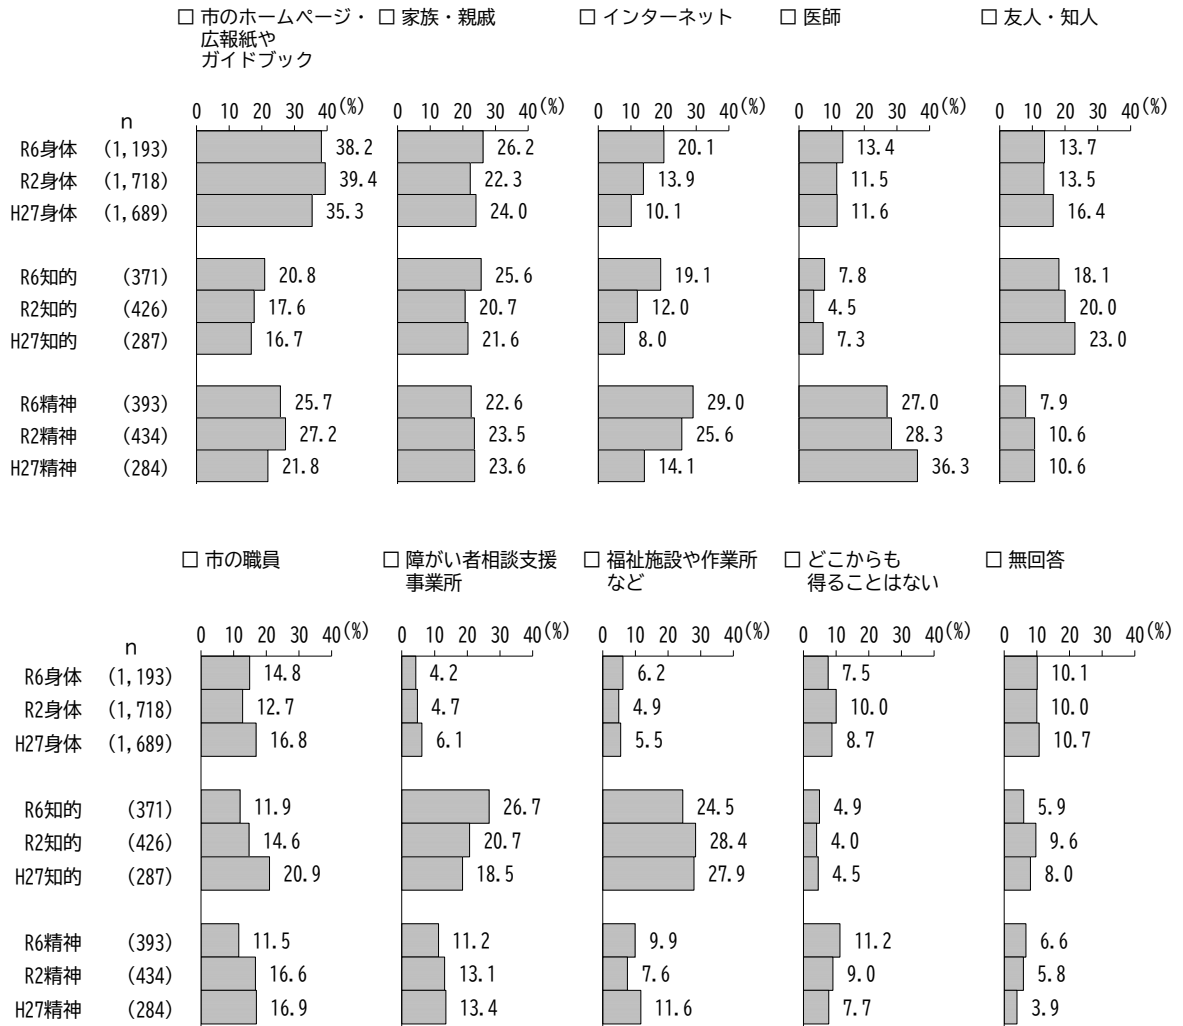 □ 市のホームページ・ □ 家族・親戚 □ インターネット □ 医師 □ 友人・知人
広報紙や
ガイドブック
0 10 20 30 40(%) 0 10 20 30 40(%) 0 10 20 30 40(%) 0 10 20 30 40(%) 0 10 20 30 40(%)
n
R6身体 (1,193) 38.2 26.2 20.1 13.4 13.7
R2身体 (1,718) 39.4 22.3 13.9 11.5 13.5
H27身体 (1,689) 35.3 24.0 10.1 11.6 16.4
R6知的 (371) 20.8 25.6 19.1 7.8 18.1
R2知的 (426) 17.6 20.7 12.0 4.5 20.0
H27知的 (287) 16.7 21.6 8.0 7.3 23.0
R6精神 (393) 25.7 22.6 29.0 27.0 7.9
R2精神 (434) 27.2 23.5 25.6 28.3 10.6
H27精神 (284) 21.8 23.6 14.1 36.3 10.6
□ 市の職員 □ 障がい者相談支援 □ 福祉施設や作業所 □ どこからも □ 無回答
事業所 など 得ることはない
0 10 20 30 40(%) 0 10 20 30 40(%) 0 10 20 30 40(%) 0 10 20 30 40(%) 0 10 20 30 40(%)
n
R6身体 (1,193) 14.8 4.2 6.2 7.5 10.1
R2身体 (1,718) 12.7 4.7 4.9 10.0 10.0
H27身体 (1,689) 16.8 6.1 5.5 8.7 10.7
R6知的 (371) 11.9 26.7 24.5 4.9 5.9
R2知的 (426) 14.6 20.7 28.4 4.0 9.6
H27知的 (287) 20.9 18.5 27.9 4.5 8.0
R6精神 (393) 11.5 11.2 9.9 11.2 6.6
R2精神 (434) 16.6 13.1 7.6 9.0 5.8
H27精神 (284) 16.9 13.4 11.6 7.7 3.9